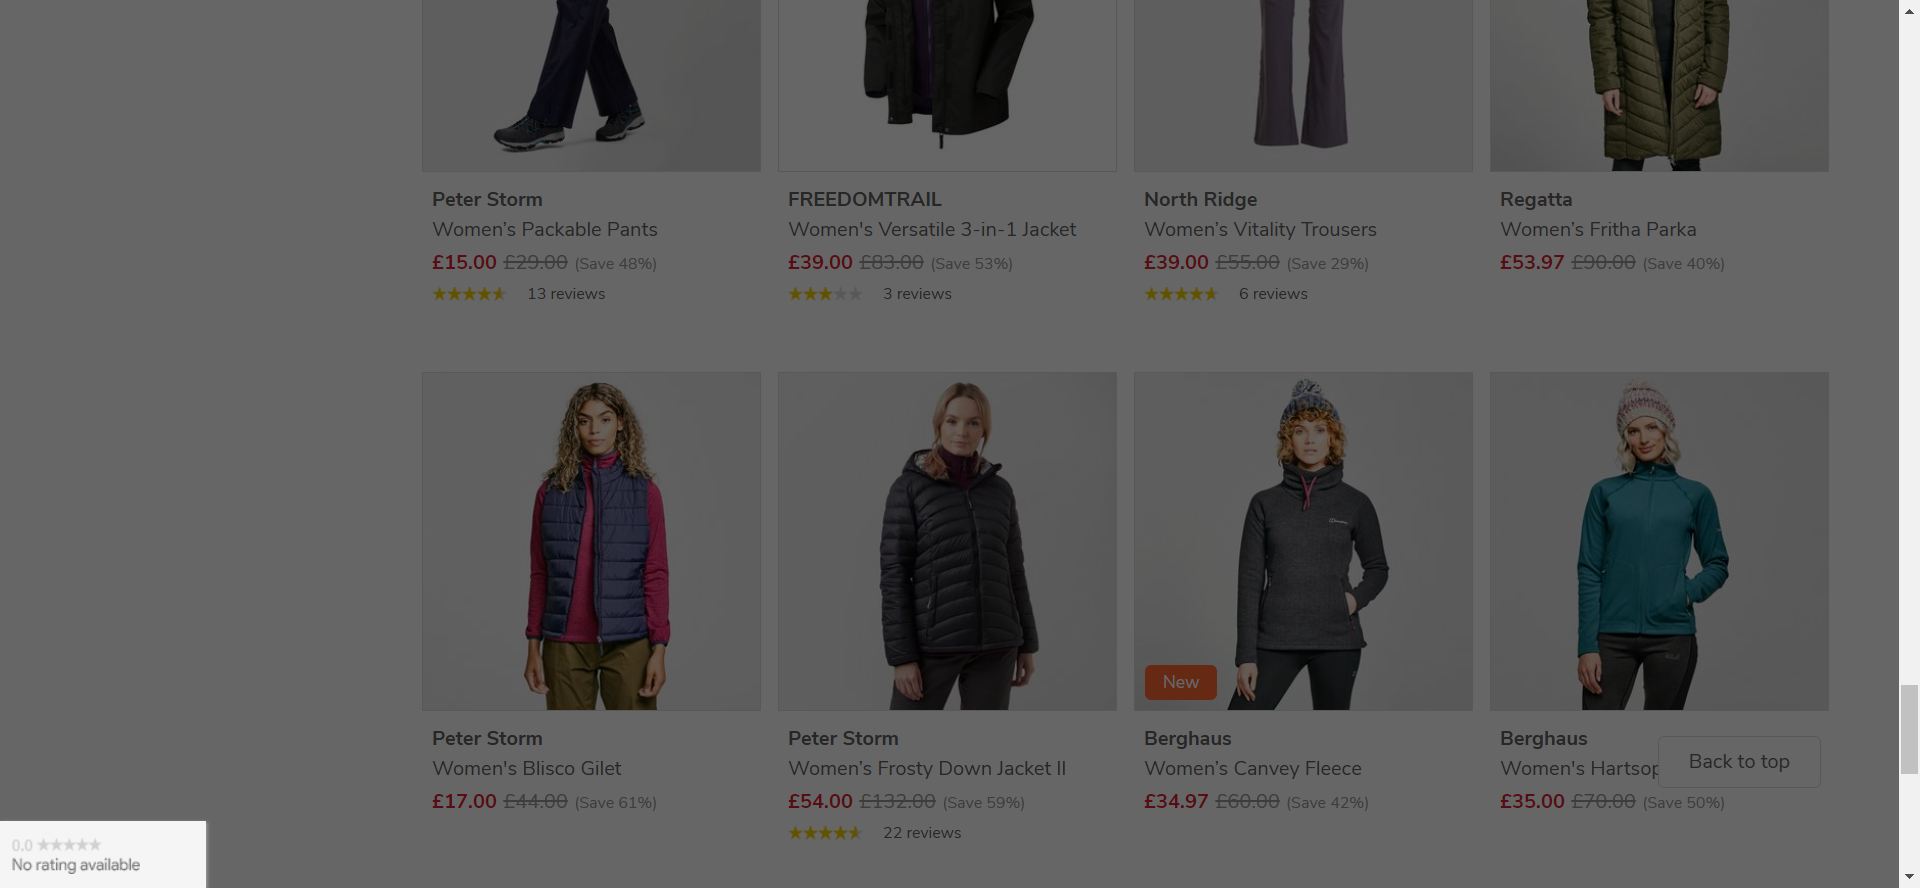 Peter Storm
Women’s Packable Pants
£15.00 £29.00 (Save 48%)
13 reviews
FREEDOMTRAIL
Women's Versatile 3-in-1 Jacket
£39.00 £83.00 (Save 53%)
3 reviews
North Ridge
Women’s Vitality Trousers
£39.00 £55.00 (Save 29%)
6 reviews
Regatta
Women’s Fritha Parka
£53.97 £90.00 (Save 40%)
New
Peter Storm
Women's Blisco Gilet
£17.00 £44.00 (Save 61%)
Peter Storm
Women’s Frosty Down Jacket II
£54.00 £132.00 (Save 59%)
22 reviews
Berghaus
Women’s Canvey Fleece
£34.97 £60.00 (Save 42%)
Berghaus
Women's Hartsop
£35.00 £70.00 (Save 50%)
Back to top
0.0
No rating available